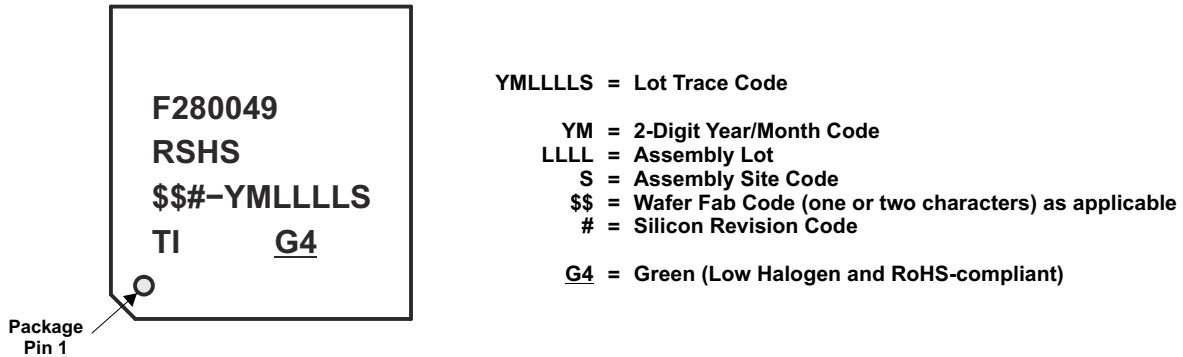 F280049
RSHS
$$#−YMLLLLS
TI G4
Package
Pin 1
YMLLLLS = Lot Trace Code
YM = 2-Digit Year/Month Code
LLLL = Assembly Lot
S = Assembly Site Code
$$ = Wafer Fab Code (one or two characters) as applicable
# = Silicon Revision Code
G4 = Green (Low Halogen and RoHS-compliant)